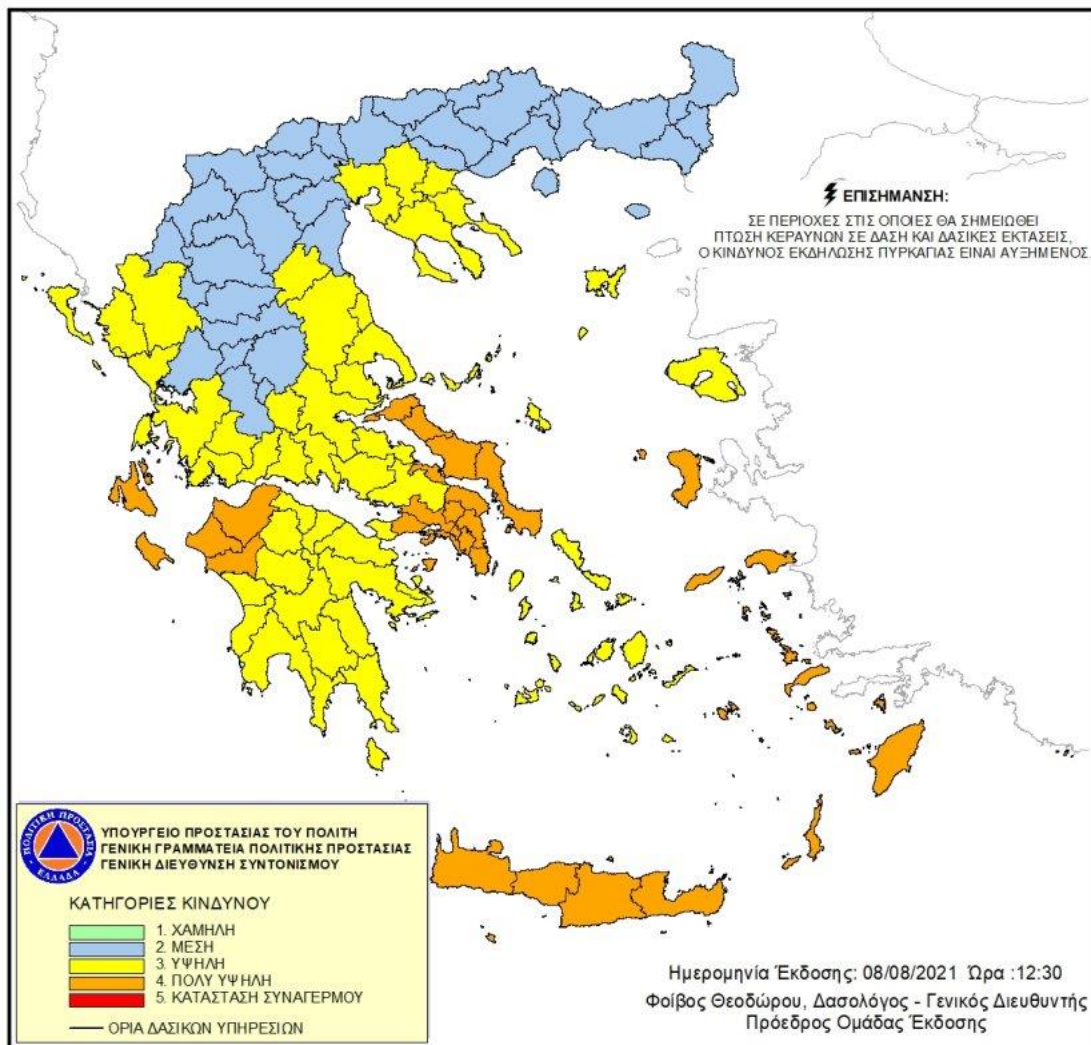 ΕΠΙΣΗΜΑΝΣΗ:
ΣΕ ΠΕΡΙΟΧΕΣ ΣΤΙΣ ΟΠΟΙΕΣ ΘΑ ΣΗΜΕΙΩΘΕΙ
ΠΤΩΣΗ ΚΕΡΑΥΝΩΝ ΣΕ ΔΑΣΗ ΚΑΙ ΔΑΣΙΚΕΣ ΕΚΤΑΣΕΙΣ,
Ο ΚΙΝΔΥΝΟΣ ΕΚΔΗΛΩΣΗΣ ΠΥΡΚΑΓΙΑΣ ΕΙΝΑΙ ΑΥΞΗΜΕΝΟΣ.
ΠΟΛΙΤΙΚΗ ΠΡΟΣΤΑΣΙΑ
ΕΛΛΑΔΑ
ΥΠΟΥΡΓΕΙΟ ΠΡΟΣΤΑΣΙΑΣ ΤΟΥ ΠΟΛΙΤΗ
ΓΕΝΙΚΗ ΓΡΑΜΜΑΤΕΙΑ ΠΟΛΙΤΙΚΗΣ ΠΡΟΣΤΑΣΙΑΣ
ΓΕΝΙΚΗ ΔΙΕΥΘΥΝΣΗ ΣΥΝΤΟΝΙΣΜΟΥ
ΚΑΤΗΓΟΡΙΕΣ ΚΙΝΔΥΝΟΥ
1. ΧΑΜΗΛΗ
2. ΜΕΣΗ
3. ΥΨΗΛΗ
4. ΠΟΛΥ ΥΨΗΛΗ
5. ΚΑΤΑΣΤΑΣΗ ΣΥΝΑΓΕΡΜΟΥ
ΟΡΙΑ ΔΑΣΙΚΩΝ ΥΠΗΡΕΣΙΩΝ
Ημερομηνία Έκδοσης: 08/08/2021 Ώρα :12:30
Φοίβος Θεοδώρου, Δασολόγος - Γενικός Διευθυντής
Πρόεδρος Ομάδας Έκδοσης